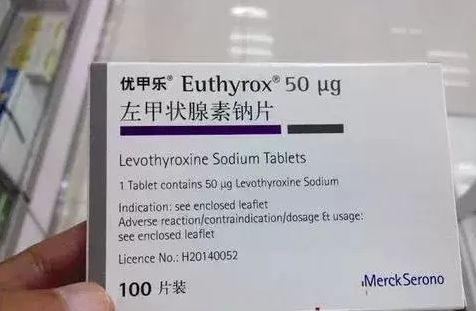 优甲乐® Euthyrox® 50 µg
左甲状腺素钠片
Levothyroxine Sodium Tablets
1 Tablet contains 50 µg Levothyroxine Sodium
Indication: see enclosed leaflet
Adverse reaction/contraindication/dosage & usage:
see enclosed leaflet
Licence No.: H20140052
100 片装
MerckSerono